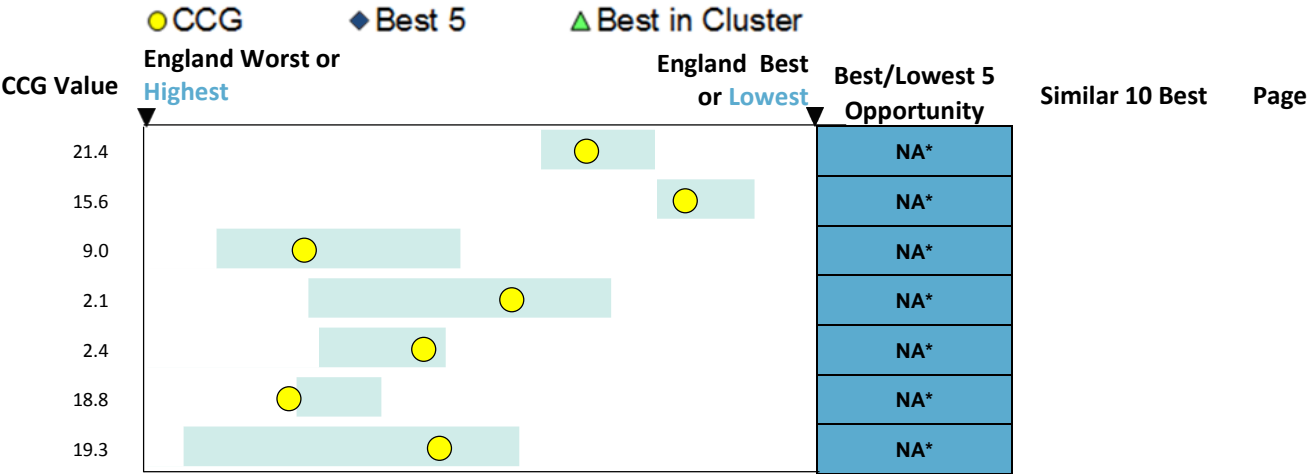 CCG Best 5 Best in Cluster
CCG Value England Worst or Highest England Best or Lowest Best/Lowest 5 Opportunity Similar 10 Best Page
21.4 NA*
15.6 NA*
9.0 NA*
2.1 NA*
2.4 NA*
18.8 NA*
19.3 NA*